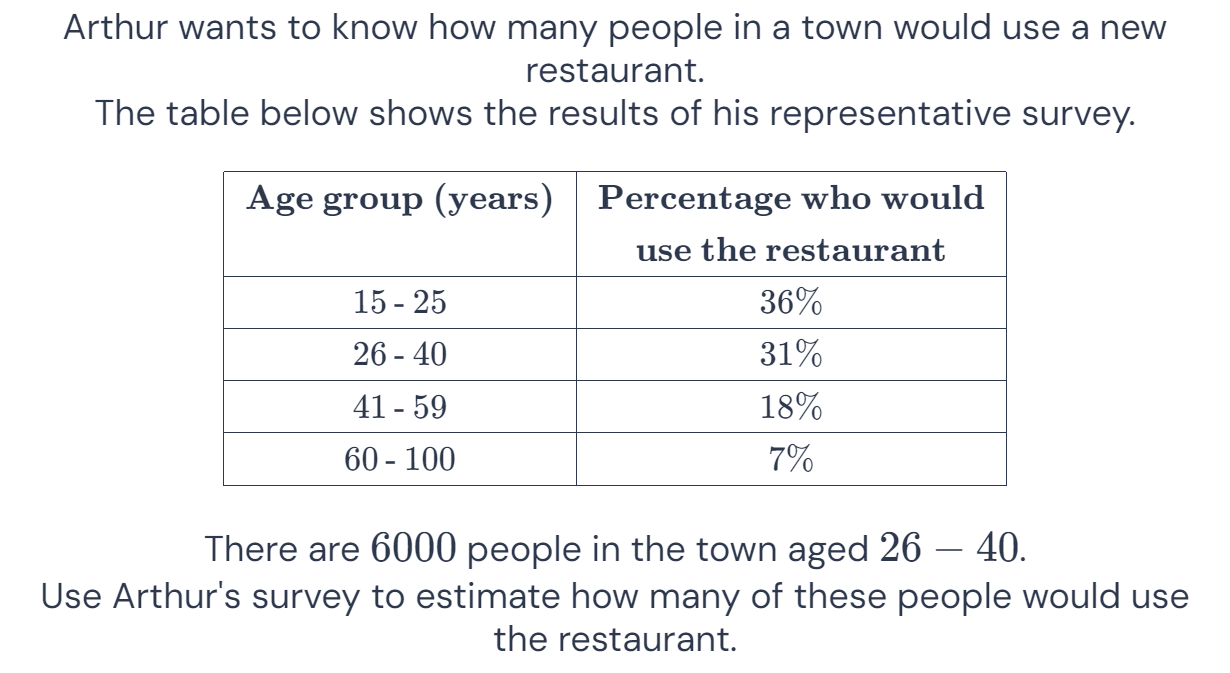 Arthur wants to know how many people in a town would use a new
restaurant.
The table below shows the results of his representative survey.
Age group (years) Percentage who would
use the restaurant
15 - 25 36%
26 - 40 31%
41 - 59 18%
60 - 100 7%
There are 6000 people in the town aged 26 – 40.
Use Arthur's survey to estimate how many of these people would use
the restaurant.